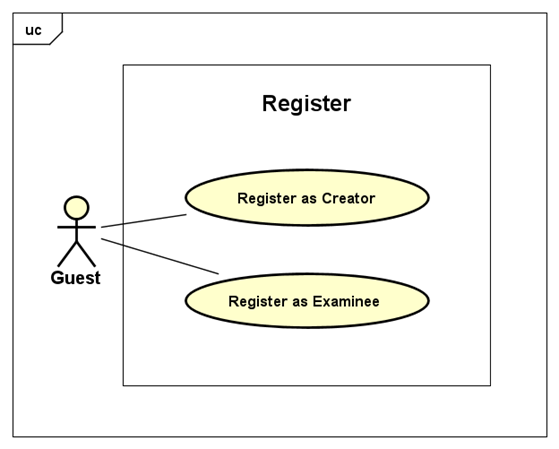 uc
Register
Register as Creator
Guest
Register as Examinee